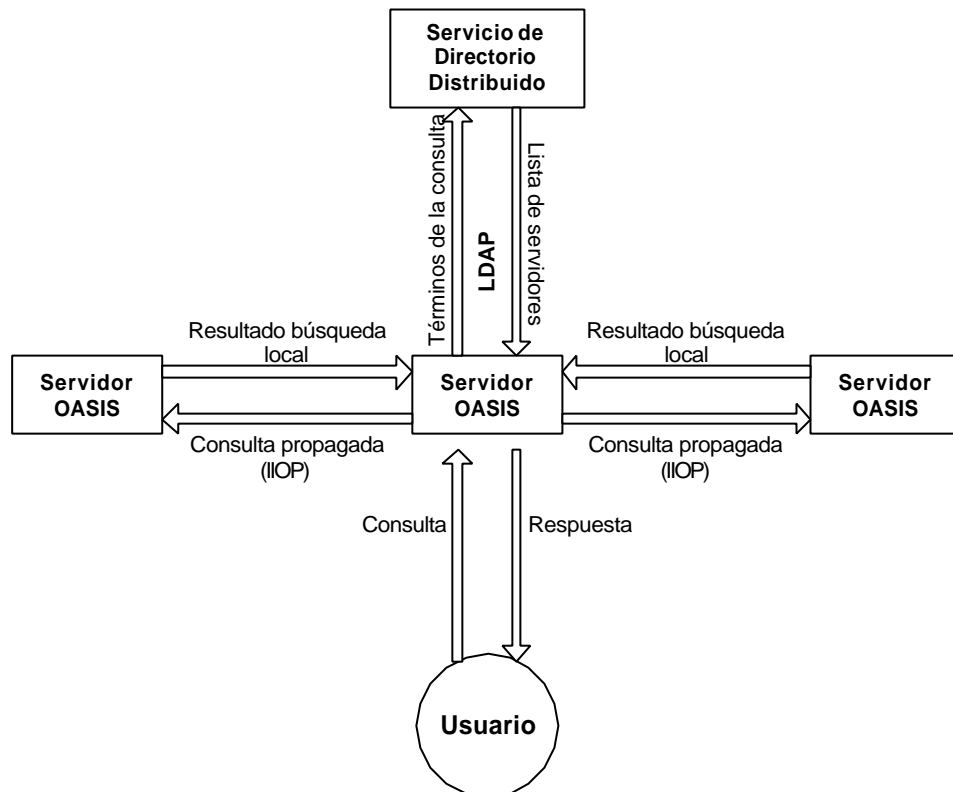 Servicio de
Directorio
Distribuido
Términos de la consulta
LDAP
Lista de servidores
Resultado búsqueda
local
Resultado búsqueda
local
Servidor
OASIS
Servidor
OASIS
Servidor
OASIS
Consulta propagada
(IIOP)
Consulta propagada
(IIOP)
Consulta
Respuesta
Usuario